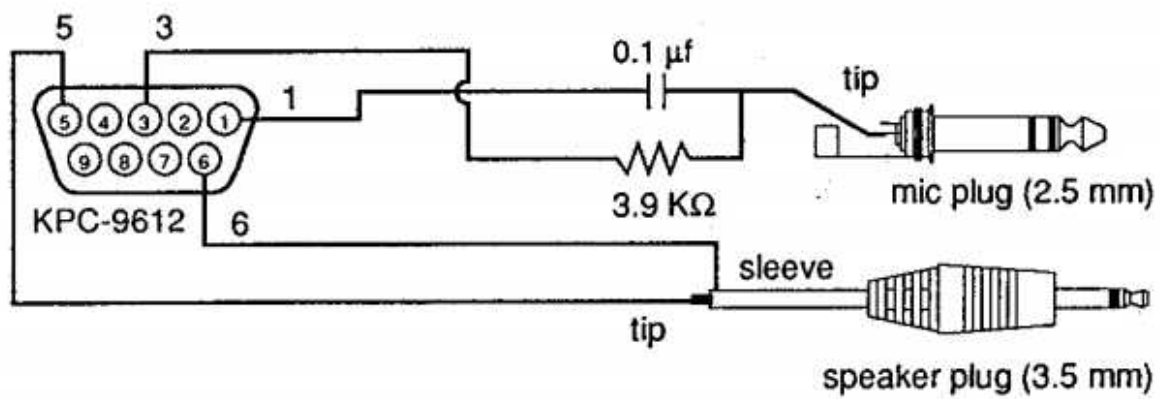 5 3
0.1 µf
tip
1
5 4 3 2 1
9 8 7 6
3.9 KΩ
mic plug (2.5 mm)
KPC-9612
6
sleeve
tip
speaker plug (3.5 mm)